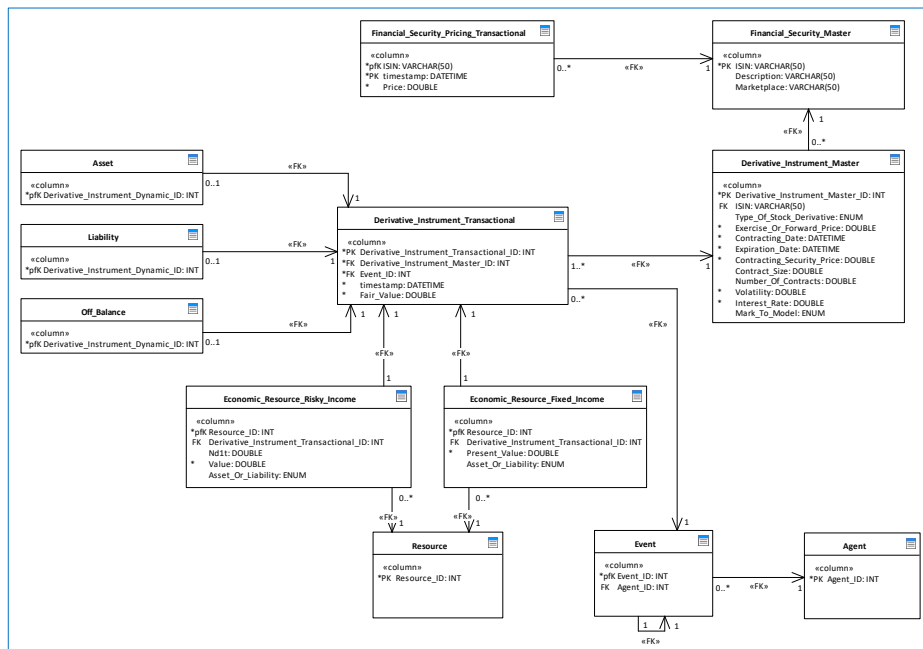 Financial_Security_Pricing_Transactional
«column»
*pfK ISIN: VARCHAR(50)
*PK timestamp: DATETIME
* Price: DOUBLE
0..*
«FK»
1
Financial_Security_Master
«column»
*PK ISIN: VARCHAR(50)
Description: VARCHAR(50)
Marketplace: VARCHAR(50)
1
«FK»
0..*
Asset
«column»
*pfK Derivative_Instrument_Dynamic_ID: INT
0..1
«FK»
1
Derivative_Instrument_Master
«column»
*PK Derivative_Instrument_Master_ID: INT
FK ISIN: VARCHAR(50)
Type_Of_Stock_Derivative: ENUM
* Exercise_Or_Forward_Price: DOUBLE
* Contracting_Date: DATETIME
* Expiration_Date: DATETIME
* Contracting_Security_Price: DOUBLE
Contract_Size: DOUBLE
Number_Of_Contracts: DOUBLE
* Volatility: DOUBLE
* Interest_Rate: DOUBLE
Mark_To_Model: ENUM
Derivative_Instrument_Transactional
«column»
*PK Derivative_Instrument_Transactional_ID: INT
*FK Derivative_Instrument_Master_ID: INT
*FK Event_ID: INT
* timestamp: DATETIME
* Fair_Value: DOUBLE
1..*
«FK»
1
Liability
«column»
*pfK Derivative_Instrument_Dynamic_ID: INT
0..1
«FK»
1
Off_Balance
«column»
*pfK Derivative_Instrument_Dynamic_ID: INT
0..1
«FK»
1
0..*
«FK»
1
1
«FK»
1
1
«FK»
1
Economic_Resource_Risky_Income
«column»
*pfK Resource_ID: INT
FK Derivative_Instrument_Transactional_ID: INT
Nd1t: DOUBLE
* Value: DOUBLE
Asset_Or_Liability: ENUM
0..*
«FK»
1
Economic_Resource_Fixed_Income
«column»
*pfK Resource_ID: INT
FK Derivative_Instrument_Transactional_ID: INT
* Present_Value: DOUBLE
Asset_Or_Liability: ENUM
0..*
«FK»
1
Resource
«column»
*PK Resource_ID: INT
Event
«column»
*pfK Event_ID: INT
FK Agent_ID: INT
0..*
«FK»
1
1
1
«FK»
Agent
«column»
*PK Agent_ID: INT